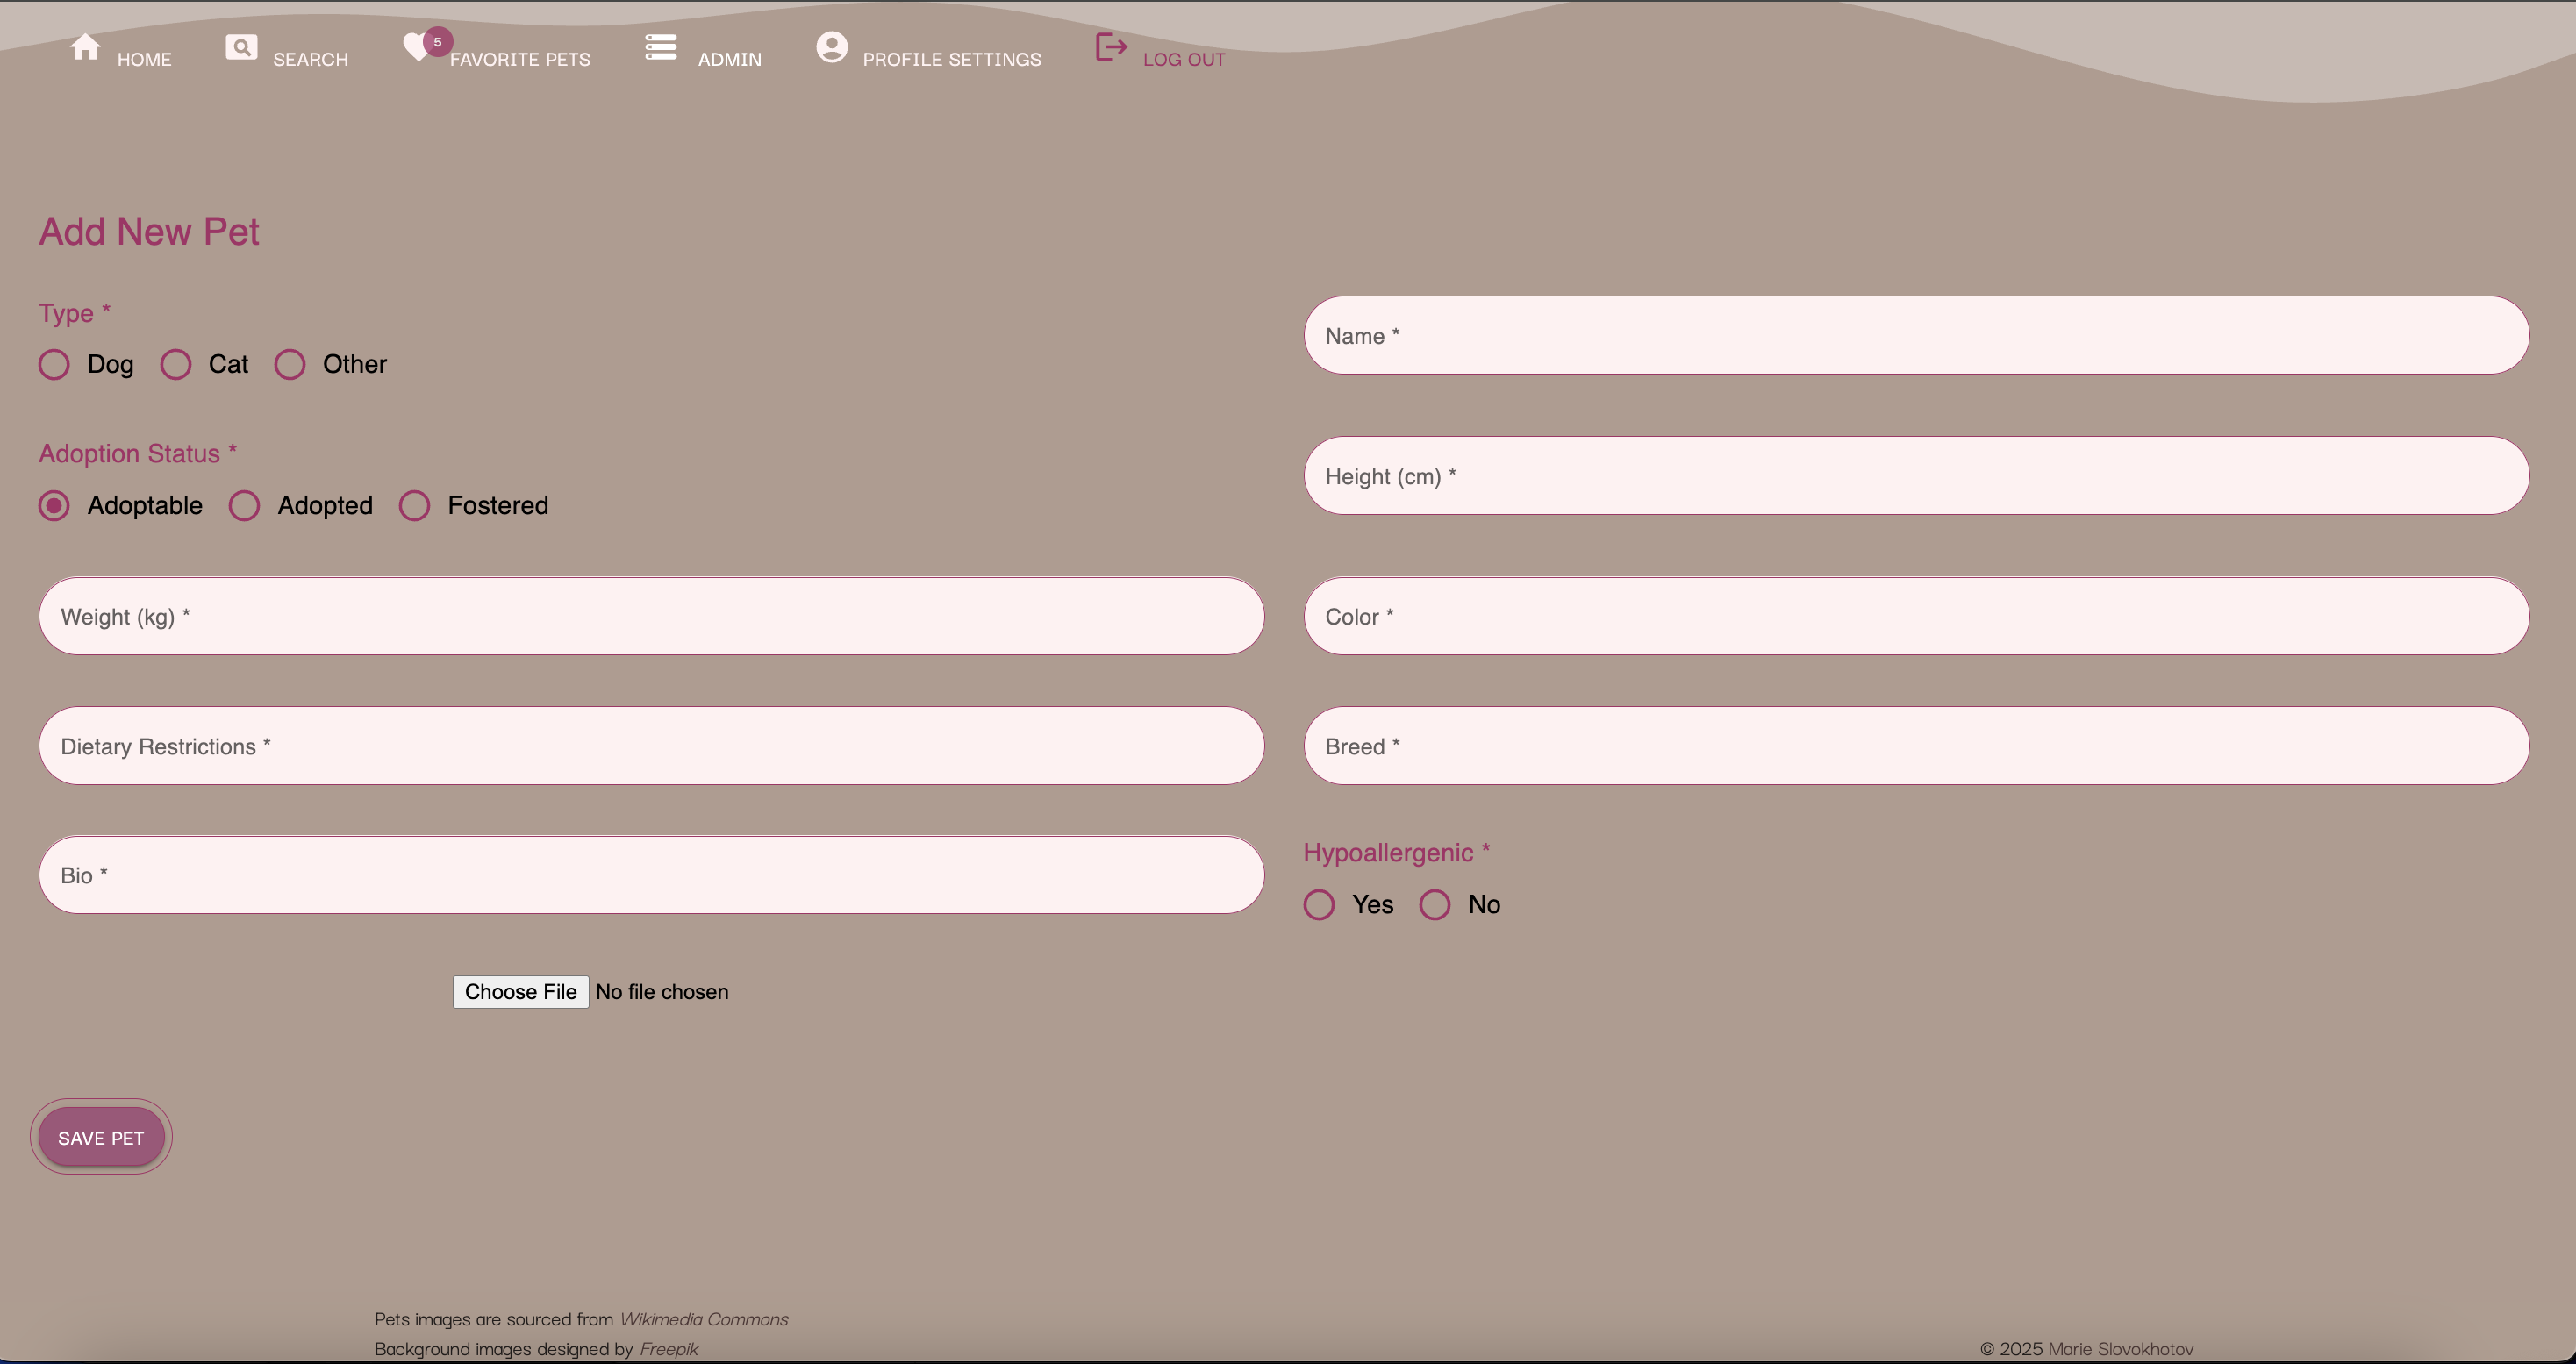 HOME SEARCH 5 FAVORITE PETS ADMIN PROFILE SETTINGS LOG OUT
Add New Pet
Type *
Dog Cat Other
Name *
Adoption Status *
Adoptable Adopted Fostered
Height (cm) *
Weight (kg) *
Color *
Dietary Restrictions *
Breed *
Bio *
Hypoallergenic *
Yes No
Choose File No file chosen
SAVE PET
Pets images are sourced from Wikimedia Commons
Background images designed by Freepik
© 2025 Marie Slovokhotov